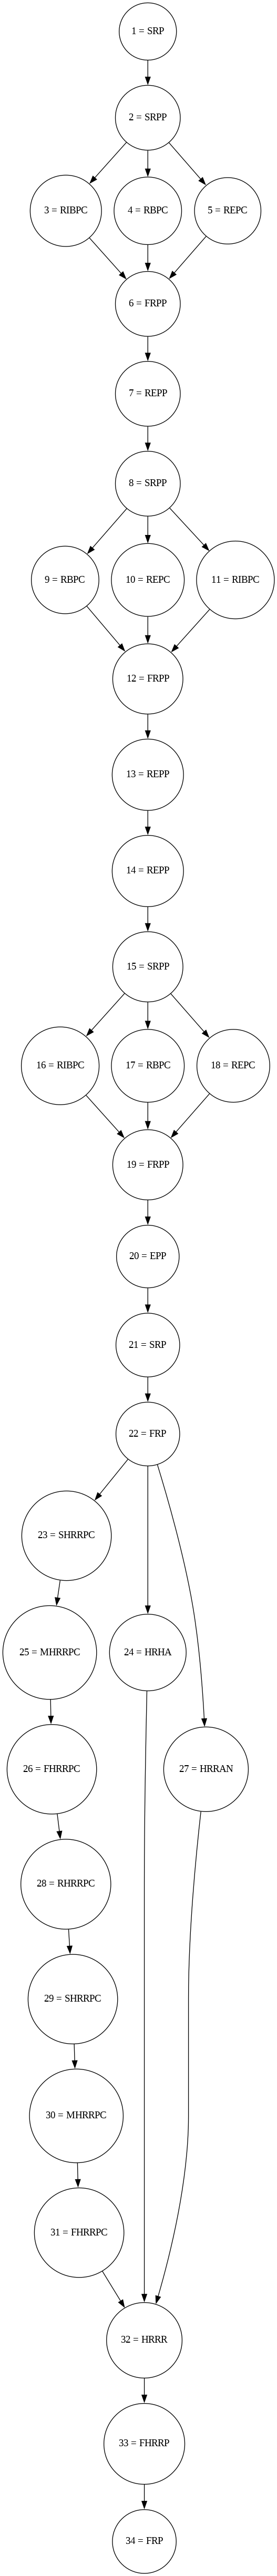 1 = SRP
2 = SRPP
3 = RIBPC
4 = RBPC
5 = REPC
6 = FRPP
7 = REPP
8 = SRPP
9 = RBPC
10 = REPC
11 = RIBPC
12 = FRPP
13 = REPP
14 = REPP
15 = SRPP
16 = RIBPC
17 = RBPC
18 = REPC
19 = FRPP
20 = EPP
21 = SRP
22 = FRP
23 = SHRRPC
25 = MHRRPC
24 = HRHA
26 = FHRRPC
27 = HRRAN
28 = RHRRPC
29 = SHRRPC
30 = MHRRPC
31 = FHRRPC
32 = HRRR
33 = FHRRP
34 = FRP